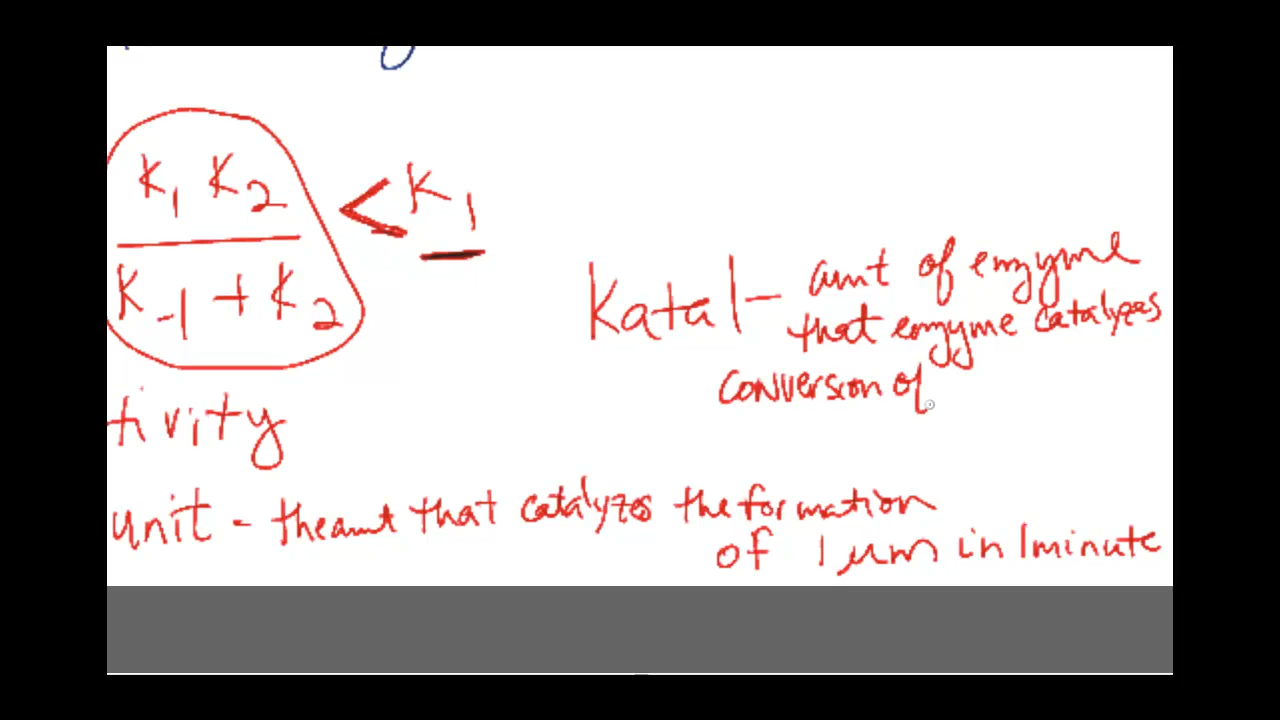 K₁ K₂ < K₁
K₋₁ + K₂
Katal - amt of enzyme
that enzyme catalyzes
conversion of
tivity
unit - the amt that catalyzes the formation
of 1 µm in 1 minute